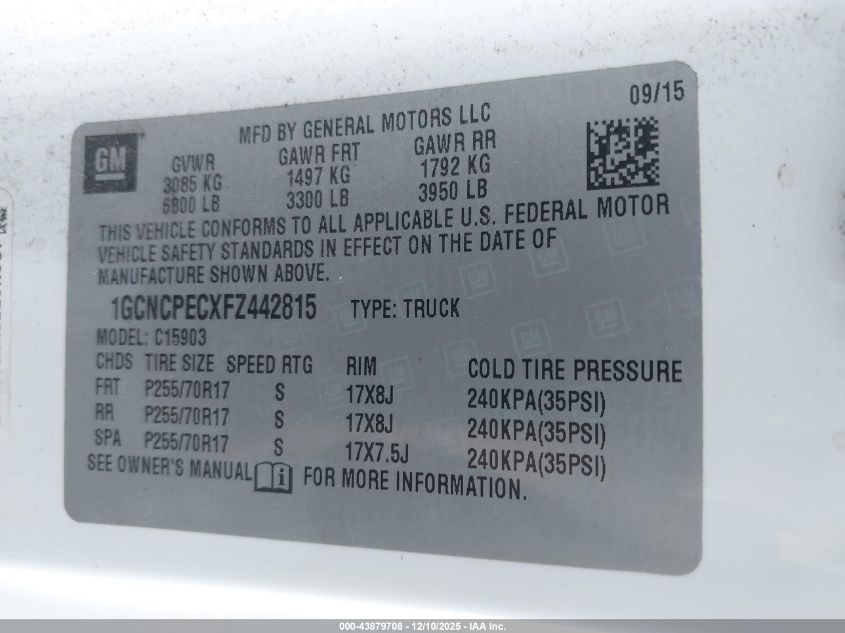 09/15
GM
MFD BY GENERAL MOTORS LLC
GVWR GAWR FRT GAWR RR
3085 KG 1497 KG 1792 KG
6800 LB 3300 LB 3950 LB
THIS VEHICLE CONFORMS TO ALL APPLICABLE U.S. FEDERAL MOTOR
VEHICLE SAFETY STANDARDS IN EFFECT ON THE DATE OF
MANUFACTURE SHOWN ABOVE.
1GCNCPECXFZ442815 TYPE: TRUCK
MODEL: C15903
CHDS TIRE SIZE SPEED RTG RIM COLD TIRE PRESSURE
FRT P255/70R17 S 17X8J 240KPA(35PSI)
RR P255/70R17 S 17X8J 240KPA(35PSI)
SPA P255/70R17 S 17X7.5J 240KPA(35PSI)
SEE OWNER'S MANUAL i FOR MORE INFORMATION.
000-43879708 - 12/10/2025 - IAA Inc.